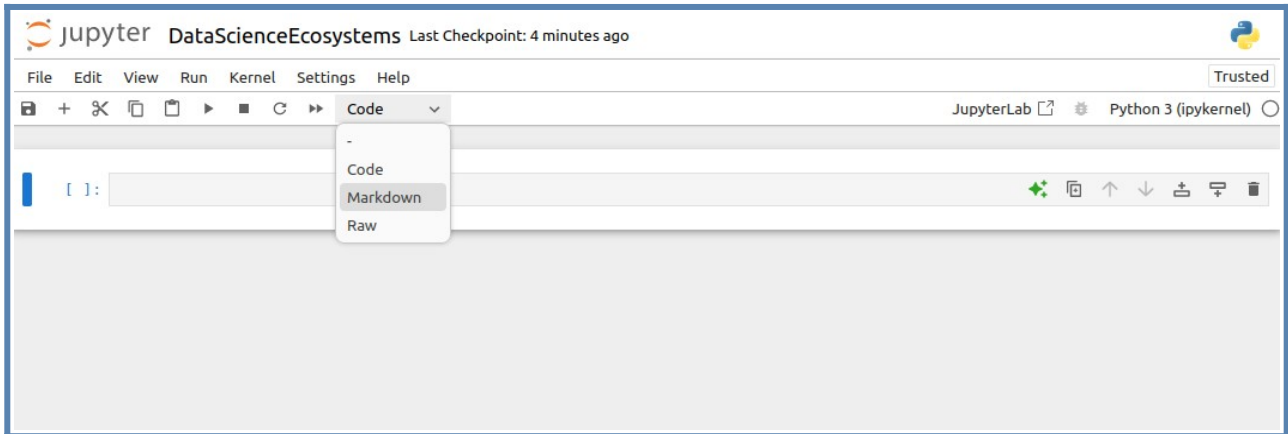 jupyter DataScienceEcosystems Last Checkpoint: 4 minutes ago
File Edit View Run Kernel Settings Help Trusted
Code JupyterLab Python 3 (ipykernel)
-
Code
[ ]:
Markdown
Raw